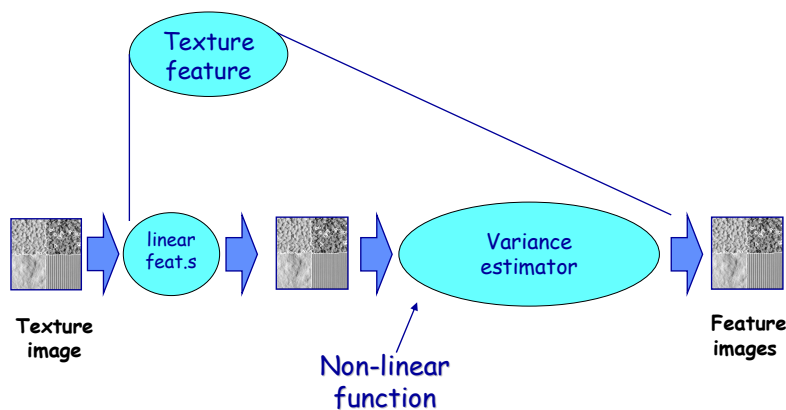 Texture
feature
linear
feat.s
Variance
estimator
Texture
image
Feature
images
Non-linear
function